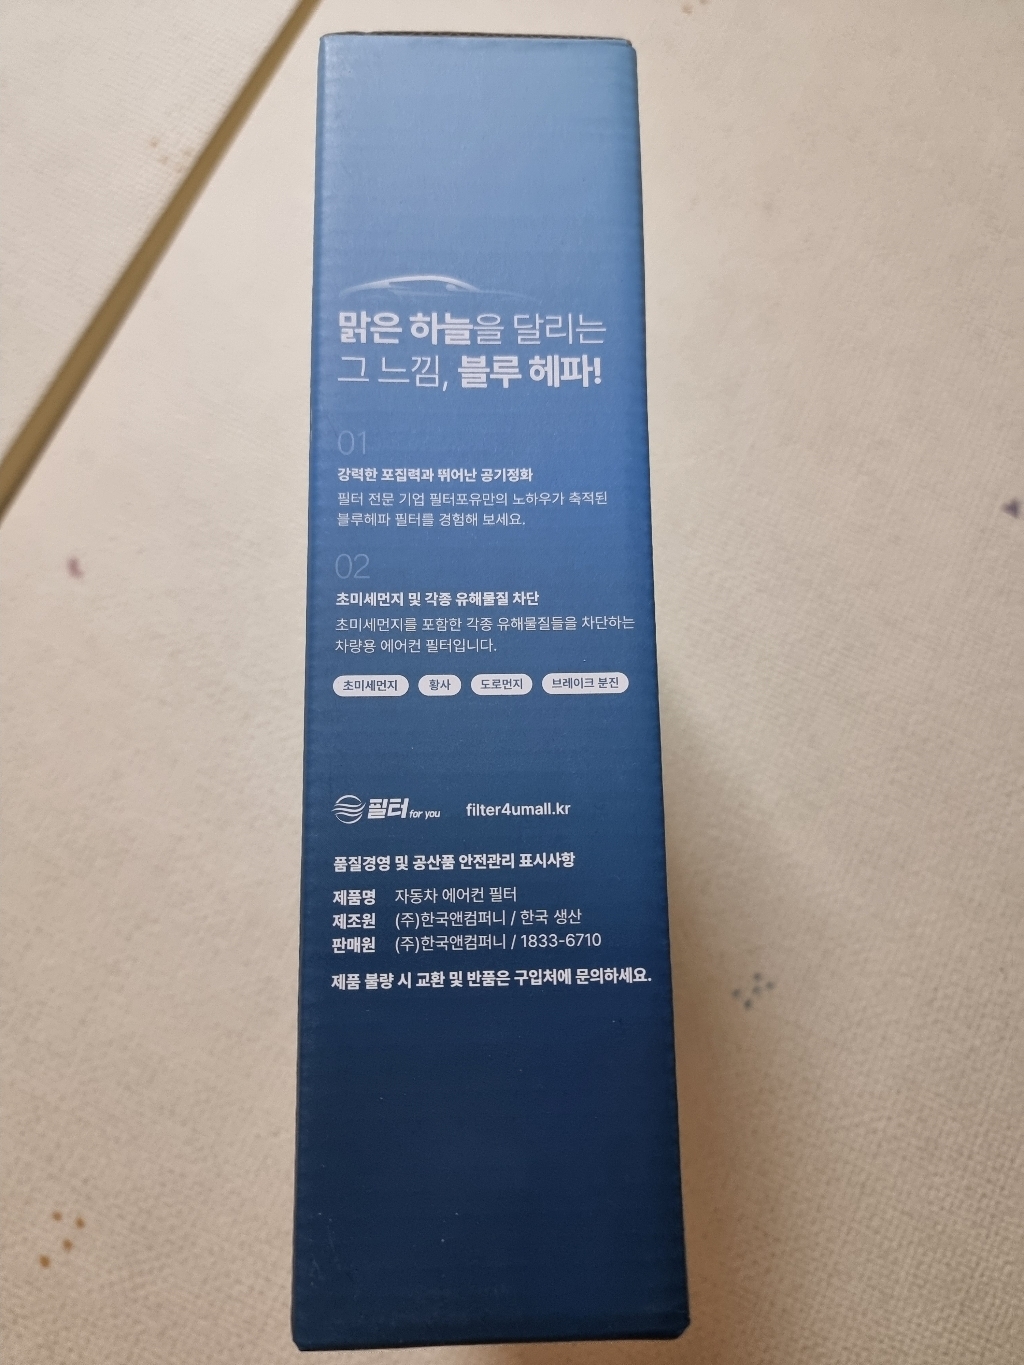 맑은 하늘을 달리는
그 느낌, 블루 헤파!
01
강력한 포집력과 뛰어난 공기정화
필터 전문 기업 필터포유만의 노하우가 축적된
블루헤파 필터를 경험해 보세요.
02
초미세먼지 및 각종 유해물질 차단
초미세먼지를 포함한 각종 유해물질들을 차단하는
차량용 에어컨 필터입니다.
초미세먼지 황사 도로먼지 브레이크 분진
필터 for you filter4umall.kr
품질경영 및 공산품 안전관리 표시사항
제품명 자동차 에어컨 필터
제조원 (주)한국앤컴퍼니 / 한국 생산
판매원 (주)한국앤컴퍼니 / 1833-6710
제품 불량 시 교환 및 반품은 구입처에 문의하세요.